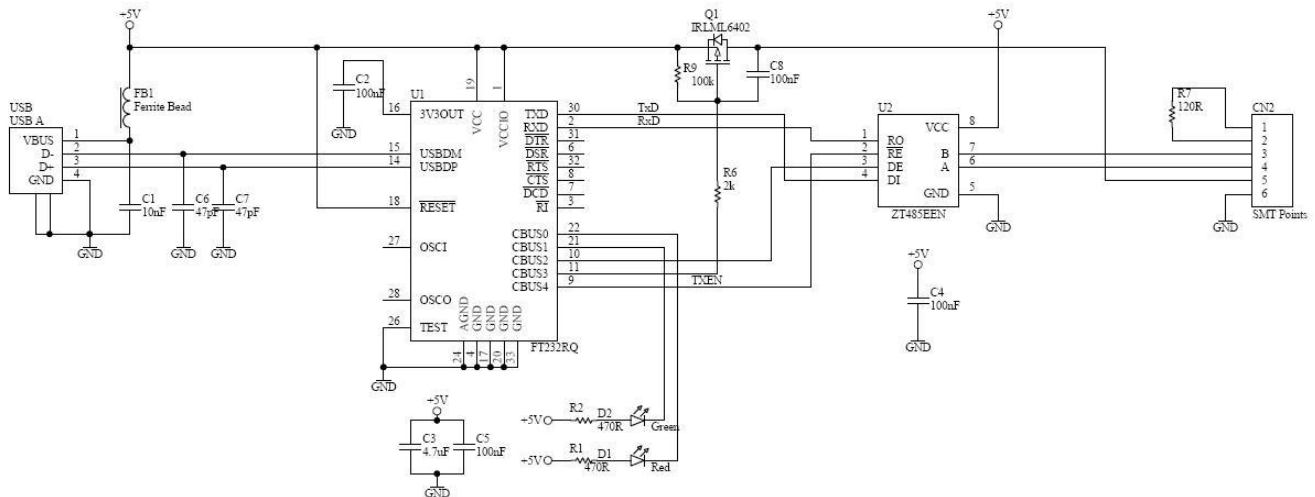 +5V
Q1
IRLML6402
+5V
FB1
Ferrite Bead
USB
USB A
VBUS
D-
D+
GND
1
2
3
4
C1
10nF
C6
47pF
C7
47pF
GND
GND
GND
C2
100nF
GND
U1
16
15
14
18
27
28
26
3V3OUT
USBDM
USBDP
RESET
OSCI
OSCO
TEST
19
VCC
1
VCCIO
TXD
RXD
DTR
DSR
RTS
CTS
DCD
RI
CBUS0
CBUS1
CBUS2
CBUS3
CBUS4
30
2
31
6
32
8
7
3
22
21
10
11
9
AGND
GND
GND
GND
GND
24
4
17
20
33
FT232RQ
GND
R9
100k
C8
100nF
TxD
RxD
R6
2k
TXEN
U2
1
2
3
4
RO
RE
DE
DI
VCC
B
A
GND
8
7
6
5
ZT485EEN
GND
R7
120R
CN2
1
2
3
4
5
6
SMT Points
GND
+5V
C4
100nF
GND
+5V
C3
4.7uF
C5
100nF
GND
+5V
R2
470R
D2
Green
+5V
R1
470R
D1
Red